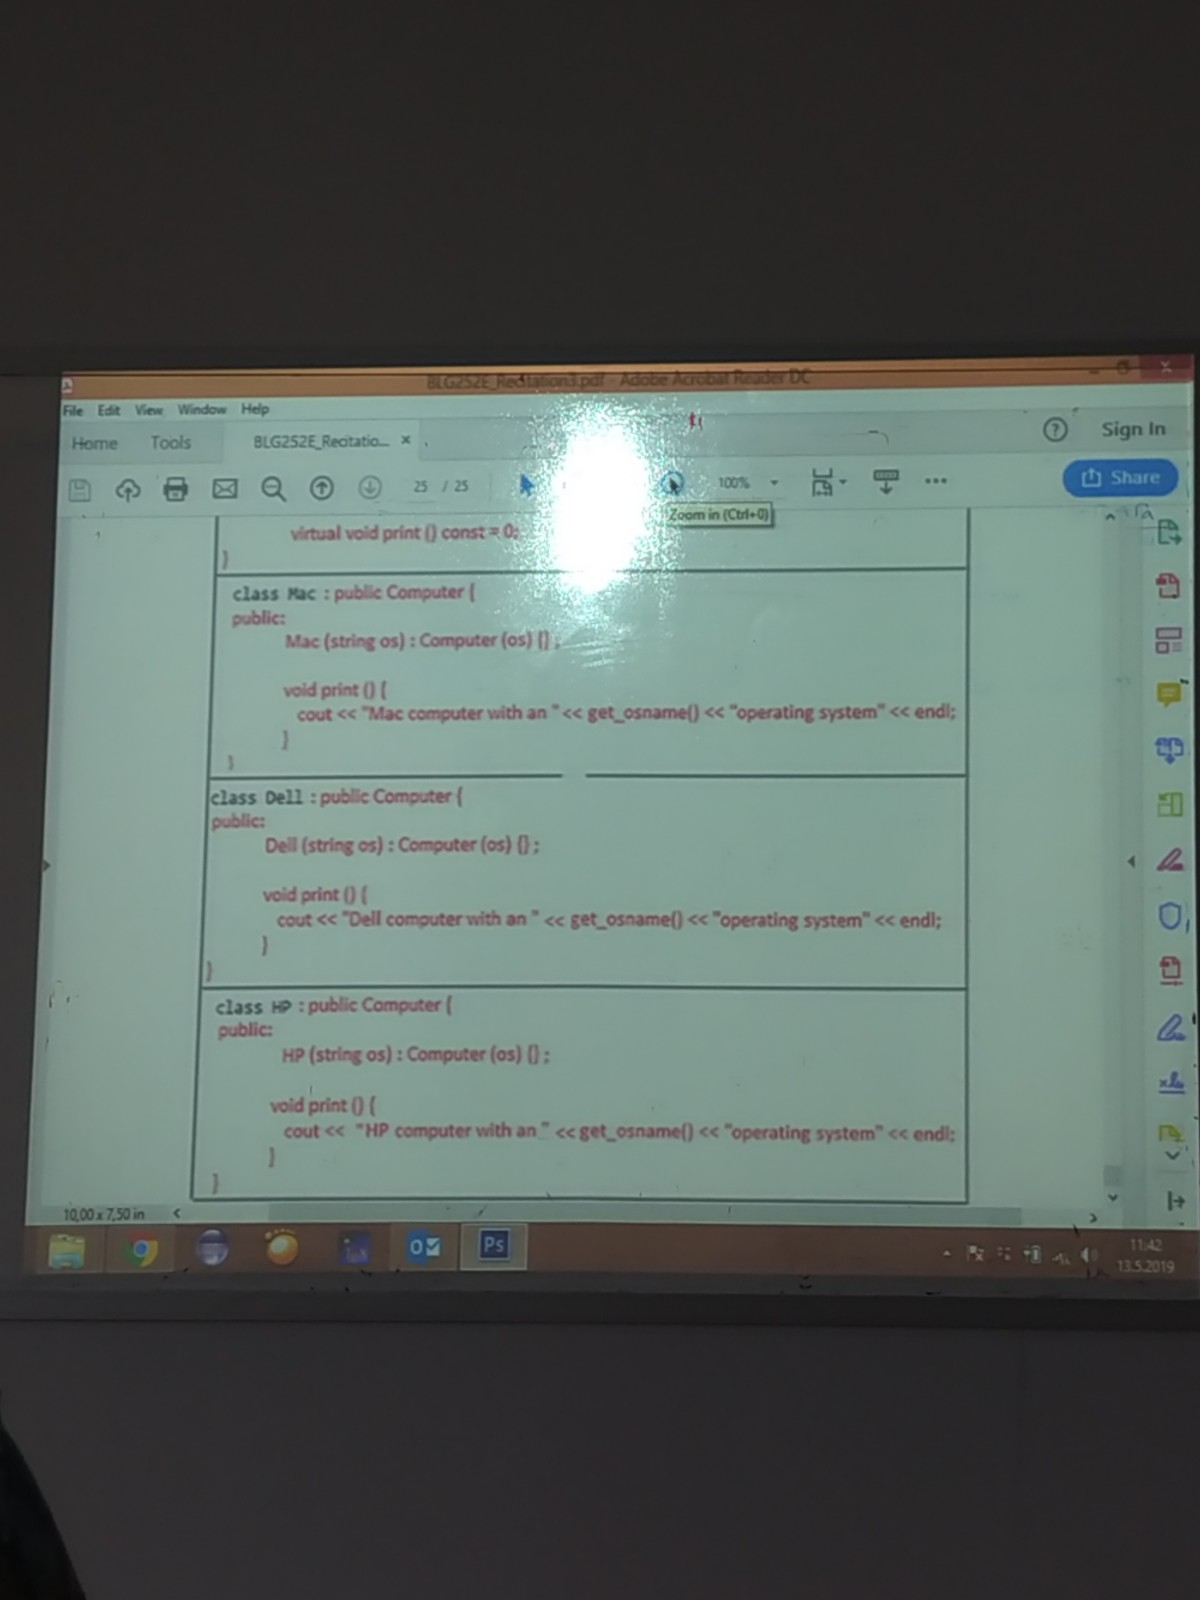 BLG252E_Recitation3.pdf - Adobe Acrobat Reader DC
File Edit View Window Help
Home Tools BLG252E_Recitatio... ×
? Sign In
25 / 25 100% Share
Zoom in (Ctrl+0)
virtual void print () const = 0;
}
class Mac : public Computer {
public:
Mac (string os) : Computer (os) {} ;
void print () {
cout << "Mac computer with an " << get_osname() << "operating system" << endl;
}
}
class Dell : public Computer {
public:
Dell (string os) : Computer (os) {} ;
void print () {
cout << "Dell computer with an " << get_osname() << "operating system" << endl;
}
}
class HP : public Computer {
public:
HP (string os) : Computer (os) {} ;
void print () {
cout << "HP computer with an " << get_osname() << "operating system" << endl;
}
}
10,00 x 7,50 in
Ps
11:42
13.5.2019